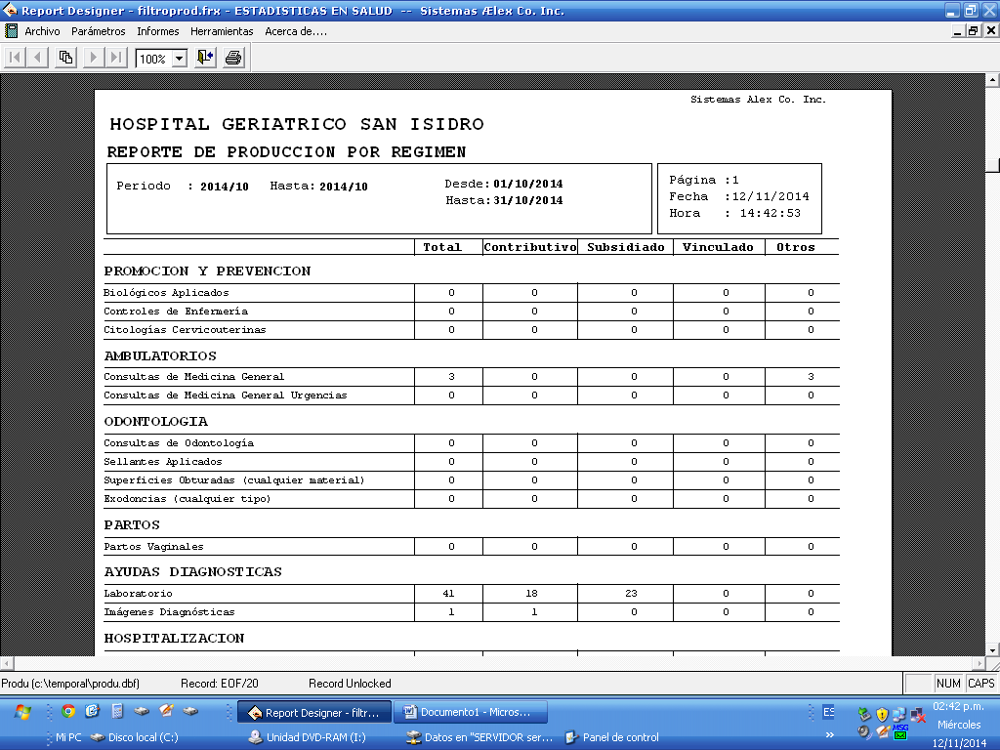 Report Designer - filtroprod.frx - ESTADISTICAS EN SALUD -- Sistemas Ælex Co. Inc.
Archivo Parámetros Informes Herramientas Acerca de....
100%
Sistemas Alex Co. Inc.
HOSPITAL GERIATRICO SAN ISIDRO
REPORTE DE PRODUCCION POR REGIMEN
Periodo : 2014/10 Hasta: 2014/10 Desde: 01/10/2014
Hasta: 31/10/2014
Página :1
Fecha :12/11/2014
Hora : 14:42:53
Total Contributivo Subsidiado Vinculado Otros
PROMOCION Y PREVENCION
Biológicos Aplicados 0 0 0 0 0
Controles de Enfermería 0 0 0 0 0
Citologías Cervicouterinas 0 0 0 0 0
AMBULATORIOS
Consultas de Medicina General 3 0 0 0 3
Consultas de Medicina General Urgencias 0 0 0 0 0
ODONTOLOGIA
Consultas de Odontología 0 0 0 0 0
Sellantes Aplicados 0 0 0 0 0
Superficies Obturadas (cualquier material) 0 0 0 0 0
Exodoncias (cualquier tipo) 0 0 0 0 0
PARTOS
Partos Vaginales 0 0 0 0 0
AYUDAS DIAGNOSTICAS
Laboratorio 41 18 23 0 0
Imágenes Diagnósticas 1 1 0 0 0
HOSPITALIZACION
Produ (c:\temporal\produ.dbf) Record: EOF/20 Record Unlocked NUM CAPS
Report Designer - filtr... Documento1 - Micros... ES 02:42 p.m.
Miércoles
Mi PC Disco local (C:) Unidad DVD-RAM (I:) Datos en "SERVIDOR ser... Panel de control » MSG
12/11/2014